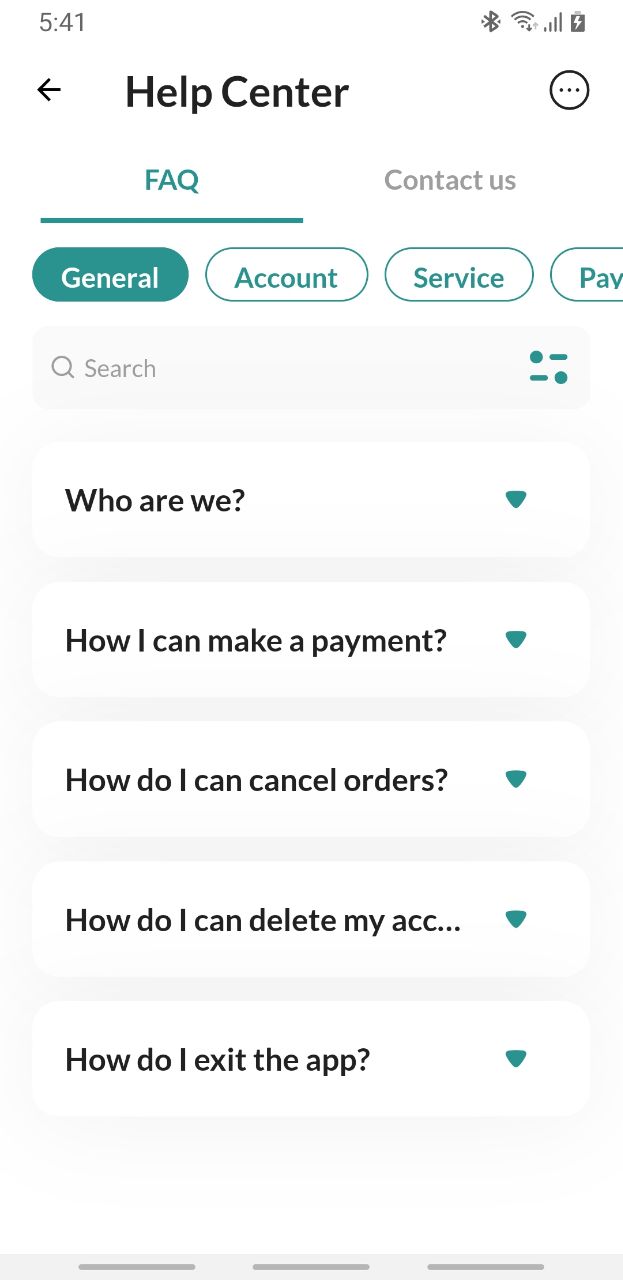 5:41
Help Center
FAQ
Contact us
General
Account
Service
Pay
Search
Who are we?
How I can make a payment?
How do I can cancel orders?
How do I can delete my acc...
How do I exit the app?